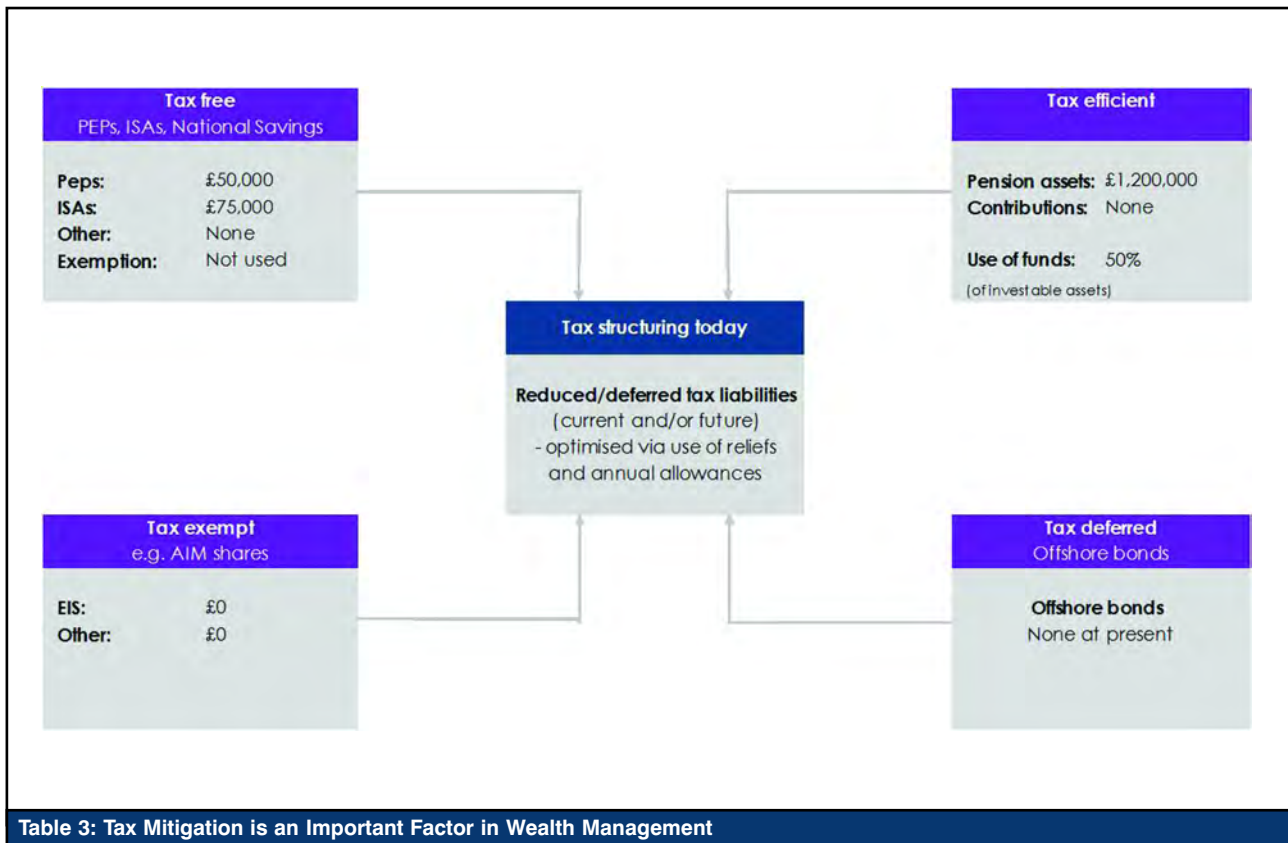 Tax free
PEPs, ISAs, National Savings
Peps: £50,000
ISAs: £75,000
Other: None
Exemption: Not used
Tax efficient
Pension assets: £1,200,000
Contributions: None
Use of funds: 50%
(of investable assets)
Tax structuring today
Reduced/deferred tax liabilities
(current and/or future)
- optimised via use of reliefs
and annual allowances
Tax exempt
e.g. AIM shares
EIS: £0
Other: £0
Tax deferred
Offshore bonds
Offshore bonds
None at present
Table 3: Tax Mitigation is an Important Factor in Wealth Management